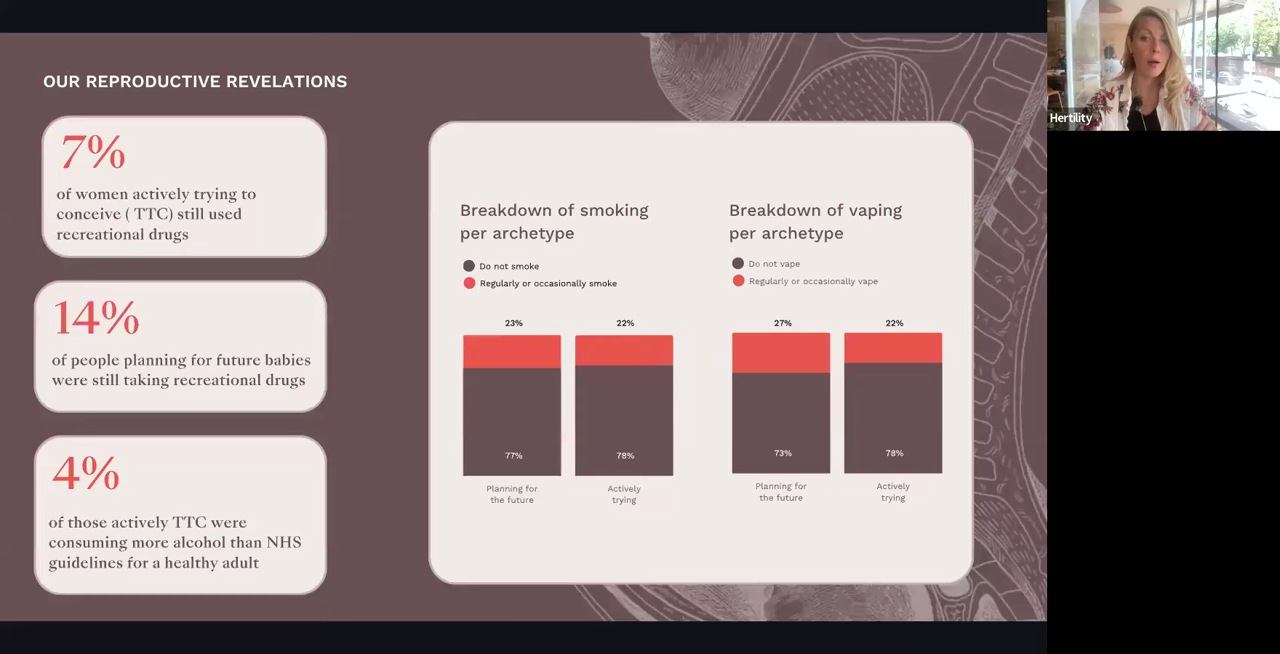 OUR REPRODUCTIVE REVELATIONS
7%
of women actively trying to
conceive ( TTC) still used
recreational drugs
14%
of people planning for future babies
were still taking recreational drugs
4%
of those actively TTC were
consuming more alcohol than NHS
guidelines for a healthy adult
Breakdown of smoking
per archetype
Do not smoke
Regularly or occasionally smoke
23%
22%
77%
78%
Planning for
the future
Actively
trying
Breakdown of vaping
per archetype
Do not vape
Regularly or occasionally vape
27%
22%
73%
78%
Planning for
the future
Actively
trying
Hertility